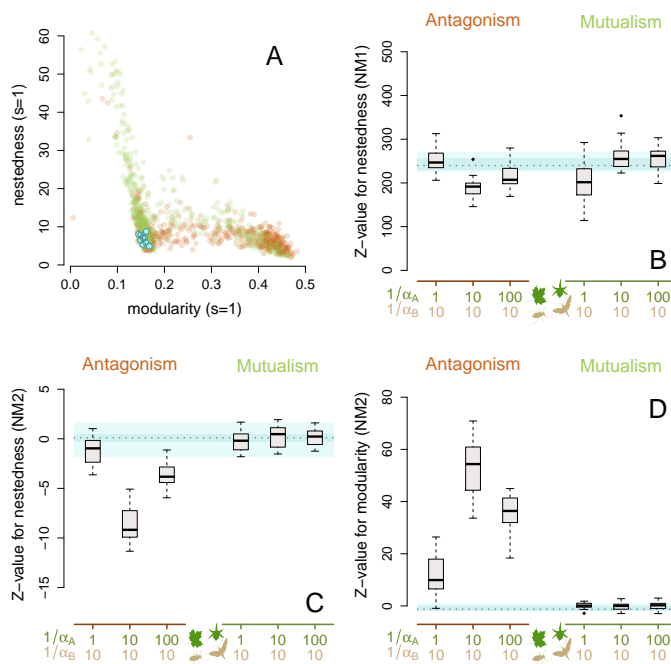 A
nestedness (s=1)
0 10 20 30 40 50 60
0.0 0.1 0.2 0.3 0.4 0.5
modularity (s=1)
Antagonism Mutualism
Z−value for nestedness (NM1)
0 100 200 300 400 500
B
1/αA 1 10 100 1 10 100
1/αB 10 10 10 10 10 10
Antagonism Mutualism
Z−value for nestedness (NM2)
−15 −10 −5 0 5
C
1/αA 1 10 100 1 10 100
1/αB 10 10 10 10 10 10
Antagonism Mutualism
D
Z−value for modularity (NM2)
0 20 40 60 80
1/αA 1 10 100 1 10 100
1/αB 10 10 10 10 10 10